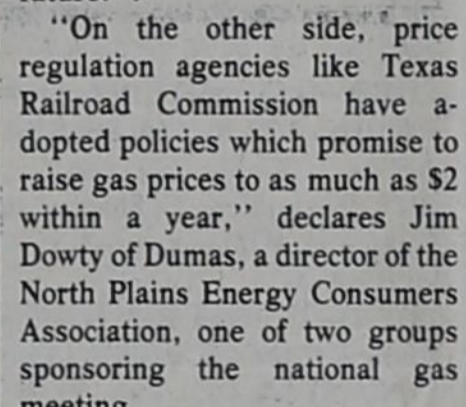 "On the other side, price
regulation agencies like Texas
Railroad Commission have a-
dopted policies which promise to
raise gas prices to as much as $2
within a year," declares Jim
Dowty of Dumas, a director of the
North Plains Energy Consumers
Association, one of two groups
sponsoring the national gas
meeting